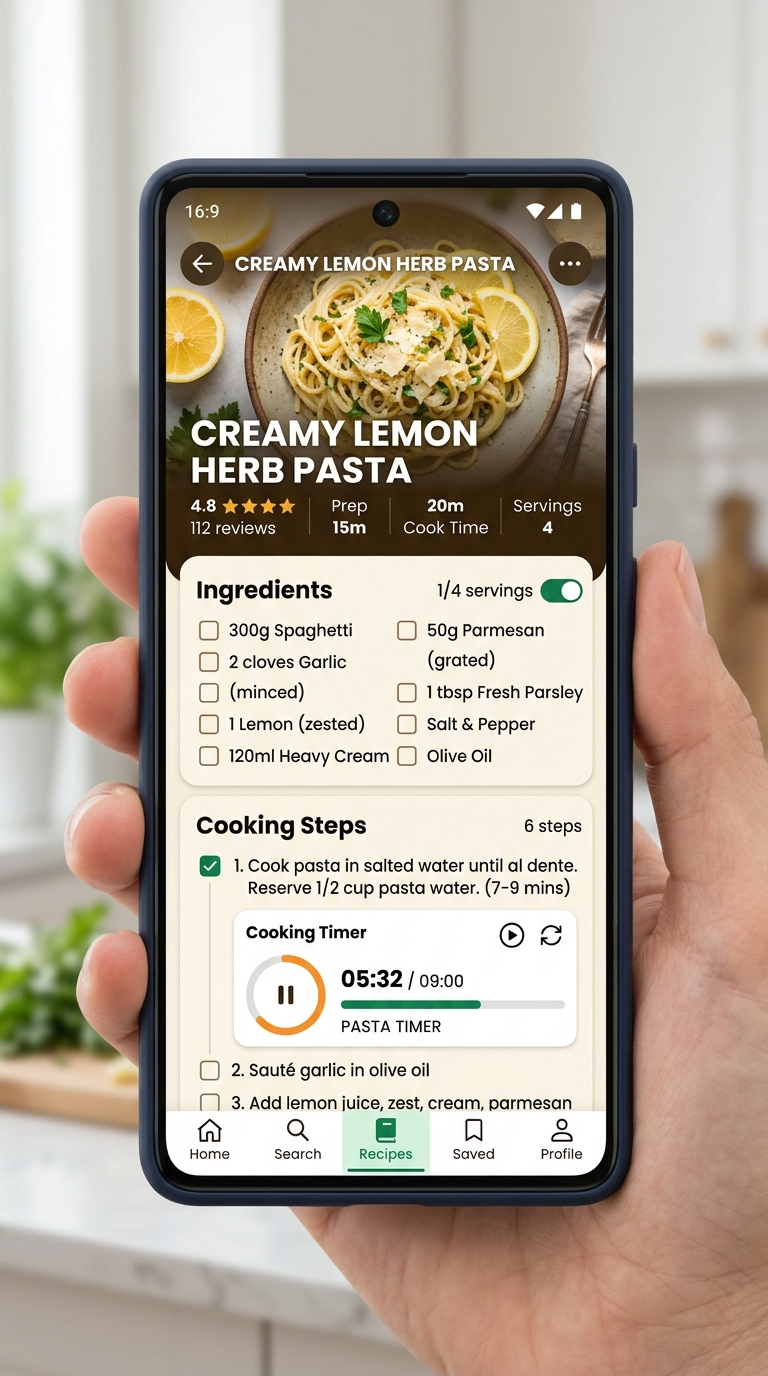 16:9
CREAMY LEMON HERB PASTA
CREAMY LEMON
HERB PASTA
4.8
112 reviews
Prep
15m
20m
Cook Time
Servings
4
Ingredients
1/4 servings
300g Spaghetti
2 cloves Garlic
(minced)
1 Lemon (zested)
120ml Heavy Cream
50g Parmesan
(grated)
1 tbsp Fresh Parsley
Salt & Pepper
Olive Oil
Cooking Steps
6 steps
1. Cook pasta in salted water until al dente.
Reserve 1/2 cup pasta water. (7-9 mins)
Cooking Timer
05:32 / 09:00
PASTA TIMER
2. Sauté garlic in olive oil
3. Add lemon juice, zest, cream, parmesan
Home
Search
Recipes
Saved
Profile